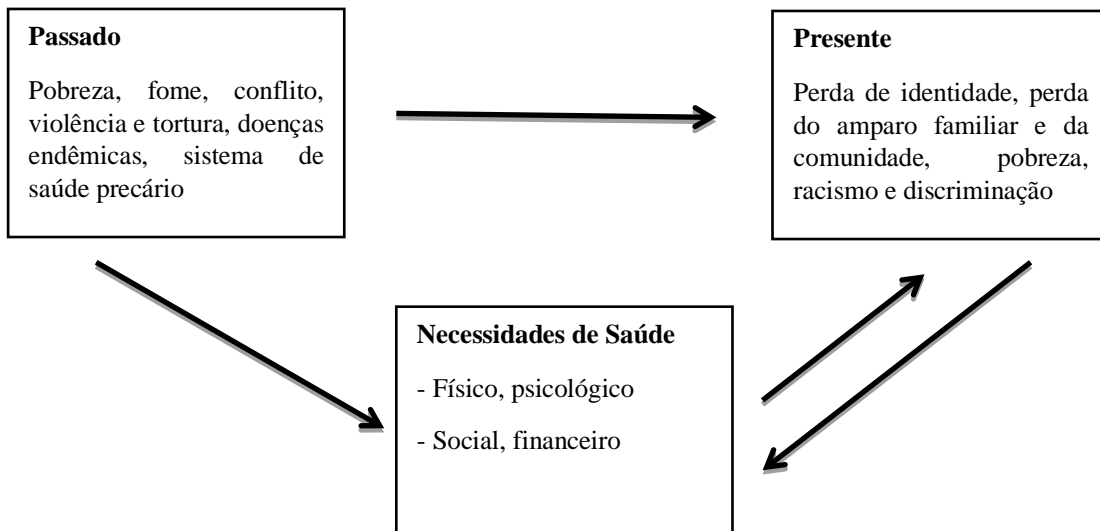 Passado
Pobreza, fome, conflito,
violência e tortura, doenças
endêmicas, sistema de
saúde precário
Presente
Perda de identidade, perda
do amparo familiar e da
comunidade, pobreza,
racismo e discriminação
Necessidades de Saúde
- Físico, psicológico
- Social, financeiro